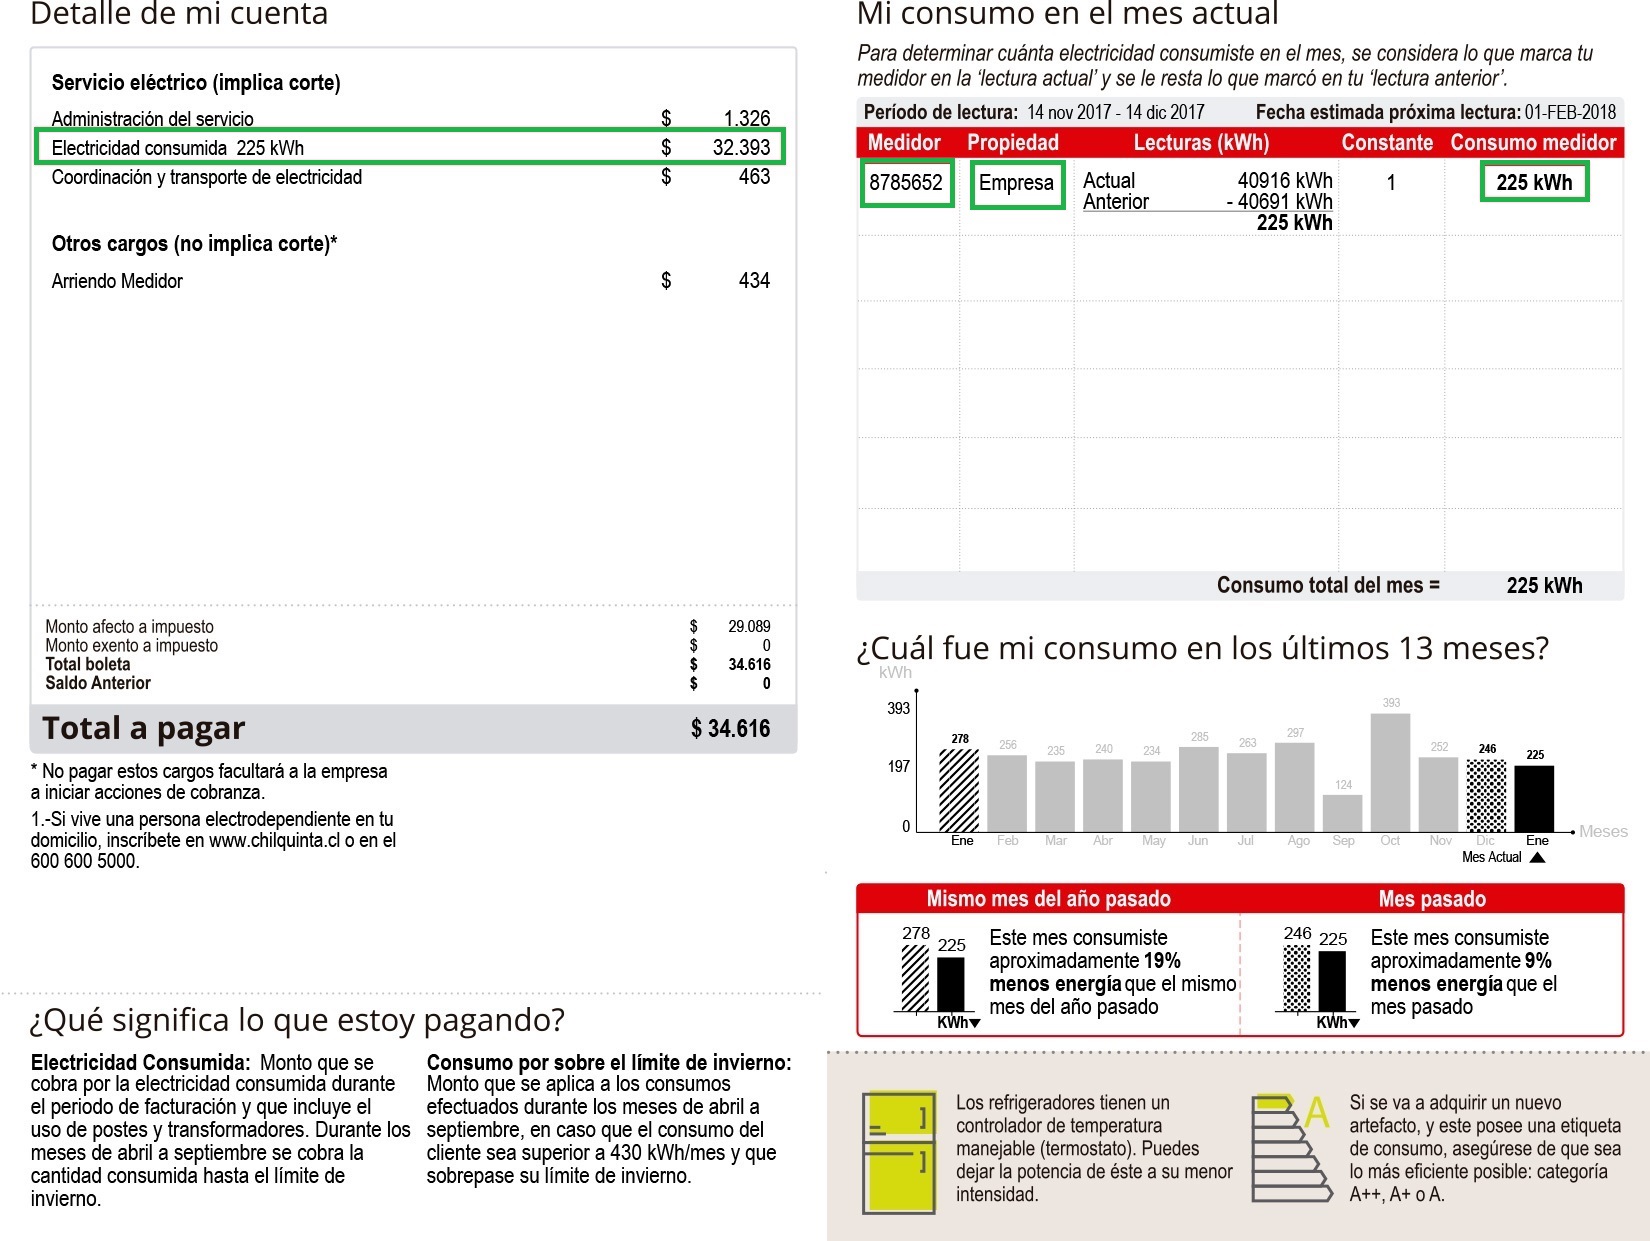 Detalle de mi cuenta
Servicio eléctrico (implica corte)
Administración del servicio $ 1.326
Electricidad consumida 225 kWh $ 32.393
Coordinación y transporte de electricidad $ 463
Otros cargos (no implica corte)*
Arriendo Medidor $ 434
Monto afecto a impuesto $ 29.089
Monto exento a impuesto $ 0
Total boleta $ 34.616
Saldo Anterior $ 0
Total a pagar $ 34.616
* No pagar estos cargos facultará a la empresa
a iniciar acciones de cobranza.
1.-Si vive una persona electrodependiente en tu
domicilio, inscríbete en www.chilquinta.cl o en el
600 600 5000.
¿Qué significa lo que estoy pagando?
Electricidad Consumida: Monto que se
cobra por la electricidad consumida durante
el periodo de facturación y que incluye el
uso de postes y transformadores. Durante los
meses de abril a septiembre se cobra la
cantidad consumida hasta el límite de
invierno.
Consumo por sobre el límite de invierno:
Monto que se aplica a los consumos
efectuados durante los meses de abril a
septiembre, en caso que el consumo del
cliente sea superior a 430 kWh/mes y que
sobrepase su límite de invierno.
Mi consumo en el mes actual
Para determinar cuánta electricidad consumiste en el mes, se considera lo que marca tu
medidor en la ‘lectura actual’ y se le resta lo que marcó en tu ‘lectura anterior’.
Período de lectura: 14 nov 2017 - 14 dic 2017 Fecha estimada próxima lectura: 01-FEB-2018
Medidor Propiedad Lecturas (kWh) Constante Consumo medidor
8785652 Empresa Actual 40916 kWh 1 225 kWh
Anterior - 40691 kWh
225 kWh
Consumo total del mes = 225 kWh
¿Cuál fue mi consumo en los últimos 13 meses?
kWh
393
197
0
278 256 235 240 234 285 263 297 124 393 252 246 225
Ene Feb Mar Abr May Jun Jul Ago Sep Oct Nov Dic Ene
Meses
Mes Actual
Mismo mes del año pasado
278 225
KWh
Este mes consumiste
aproximadamente 19%
menos energía que el mismo
mes del año pasado
Mes pasado
246 225
KWh
Este mes consumiste
aproximadamente 9%
menos energía que el
mes pasado
Los refrigeradores tienen un
controlador de temperatura
manejable (termostato). Puedes
dejar la potencia de éste a su menor
intensidad.
A
Si se va a adquirir un nuevo
artefacto, y este posee una etiqueta
de consumo, asegúrese de que sea
lo más eficiente posible: categoría
A++, A+ o A.